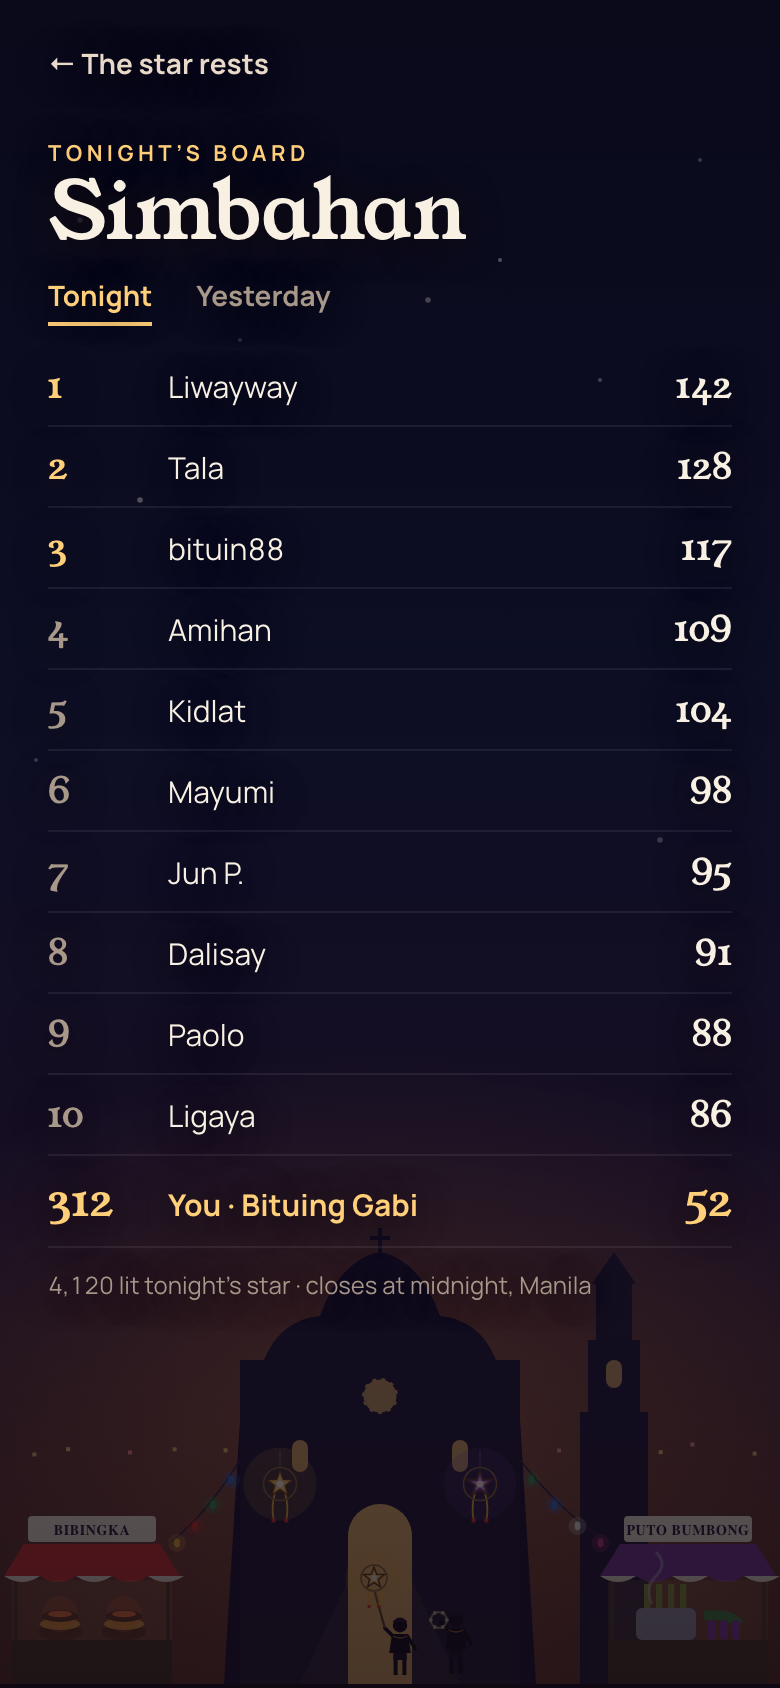 ← The star rests
TONIGHT'S BOARD
Simbahan
Tonight Yesterday
1 Liwayway 142
2 Tala 128
3 bituin88 117
4 Amihan 109
5 Kidlat 104
6 Mayumi 98
7 Jun P. 95
8 Dalisay 91
9 Paolo 88
10 Ligaya 86
312 You · Bituing Gabi 52
4,120 lit tonight's star · closes at midnight, Manila
BIBINGKA PUTO BUMBONG